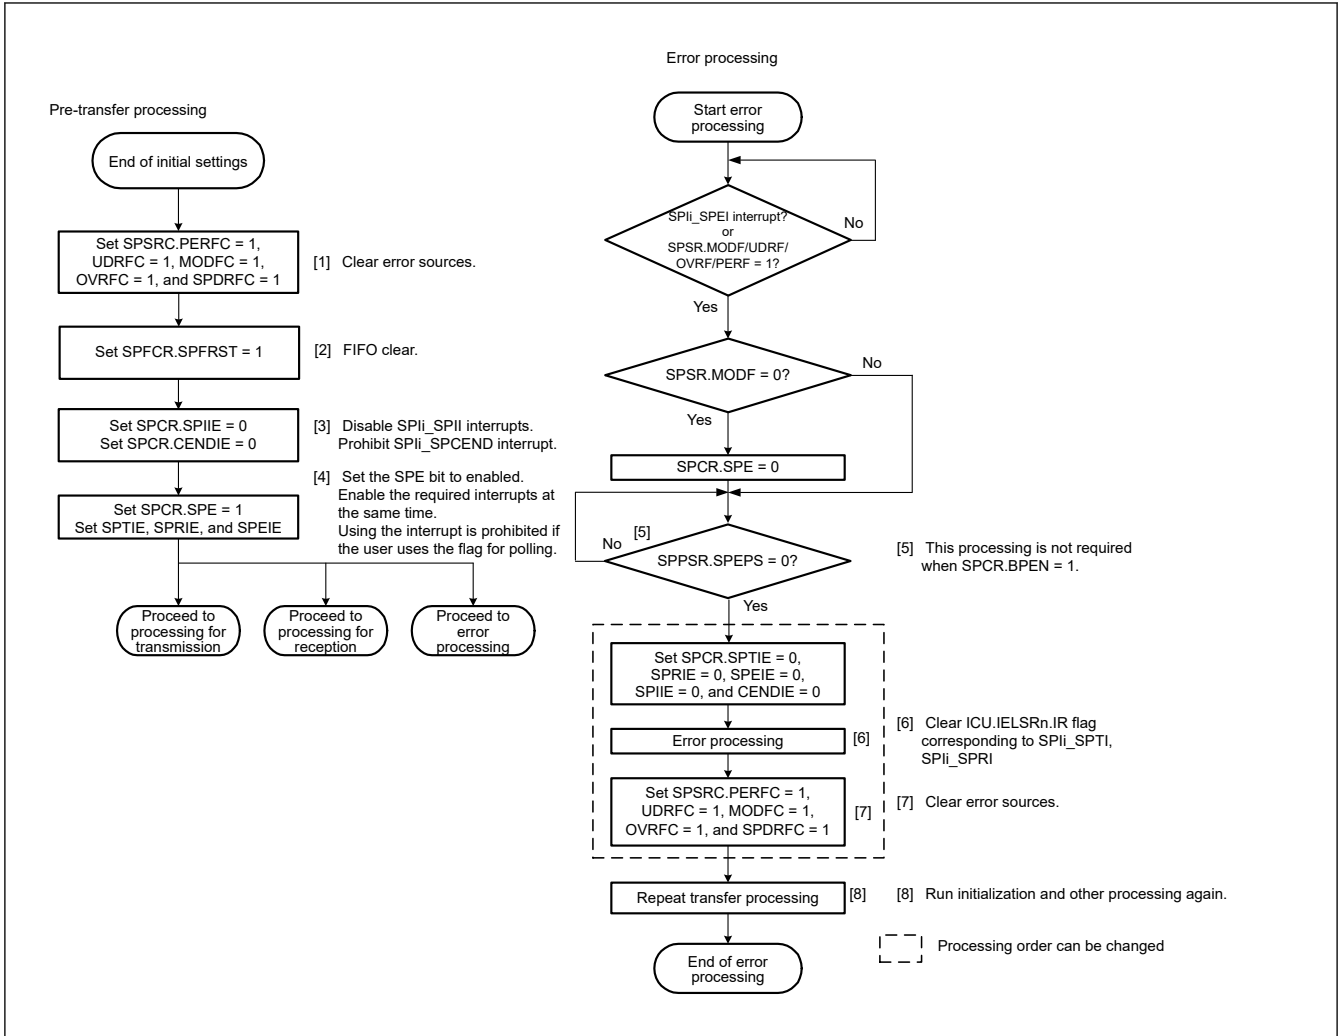 Pre-transfer processing
End of initial settings
Set SPSRC.PERFC = 1,
UDRFC = 1, MODFC = 1,
OVRFC = 1, and SPDRFC = 1
[1] Clear error sources.
Set SPFCR.SPFRST = 1
[2] FIFO clear.
Set SPCR.SPIIE = 0
Set SPCR.CENDIE = 0
[3] Disable SPIi_SPII interrupts.
Prohibit SPIi_SPCEND interrupt.
Set SPCR.SPE = 1
Set SPTIE, SPRIE, and SPEIE
[4] Set the SPE bit to enabled.
Enable the required interrupts at
the same time.
Using the interrupt is prohibited if
the user uses the flag for polling.
Proceed to
processing for
transmission
Proceed to
processing for
reception
Proceed to
error
processing
Error processing
Start error
processing
SPIi_SPEI interrupt?
or
SPSR.MODF/UDRF/
OVRF/PERF = 1?
No
Yes
SPSR.MODF = 0?
No
Yes
SPCR.SPE = 0
[5]
No
SPPSR.SPEPS = 0?
Yes
[5] This processing is not required
when SPCR.BPEN = 1.
Set SPCR.SPTIE = 0,
SPRIE = 0, SPEIE = 0,
SPIIE = 0, and CENDIE = 0
Error processing
[6]
[6] Clear ICU.IELSRn.IR flag
corresponding to SPIi_SPTI,
SPIi_SPRI
Set SPSRC.PERFC = 1,
UDRFC = 1, MODFC = 1,
OVRFC = 1, and SPDRFC = 1
[7]
[7] Clear error sources.
Repeat transfer processing
[8]
[8] Run initialization and other processing again.
End of error
processing
Processing order can be changed